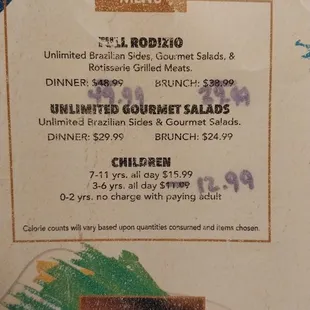 MENU
FULL RODIZIO
Unlimited Brazilian Sides, Gourmet Salads, &
Rotisserie Grilled Meats.
DINNER: $48.99 BRUNCH: $38.99
49.99 39.99
UNLIMITED GOURMET SALADS
Unlimited Brazilian Sides & Gourmet Salads.
DINNER: $29.99 BRUNCH: $24.99
CHILDREN
7-11 yrs. all day $15.99
3-6 yrs. all day $11.99 12.99
0-2 yrs. no charge with paying adult
Calorie counts will vary based upon quantities consumed and items chosen.